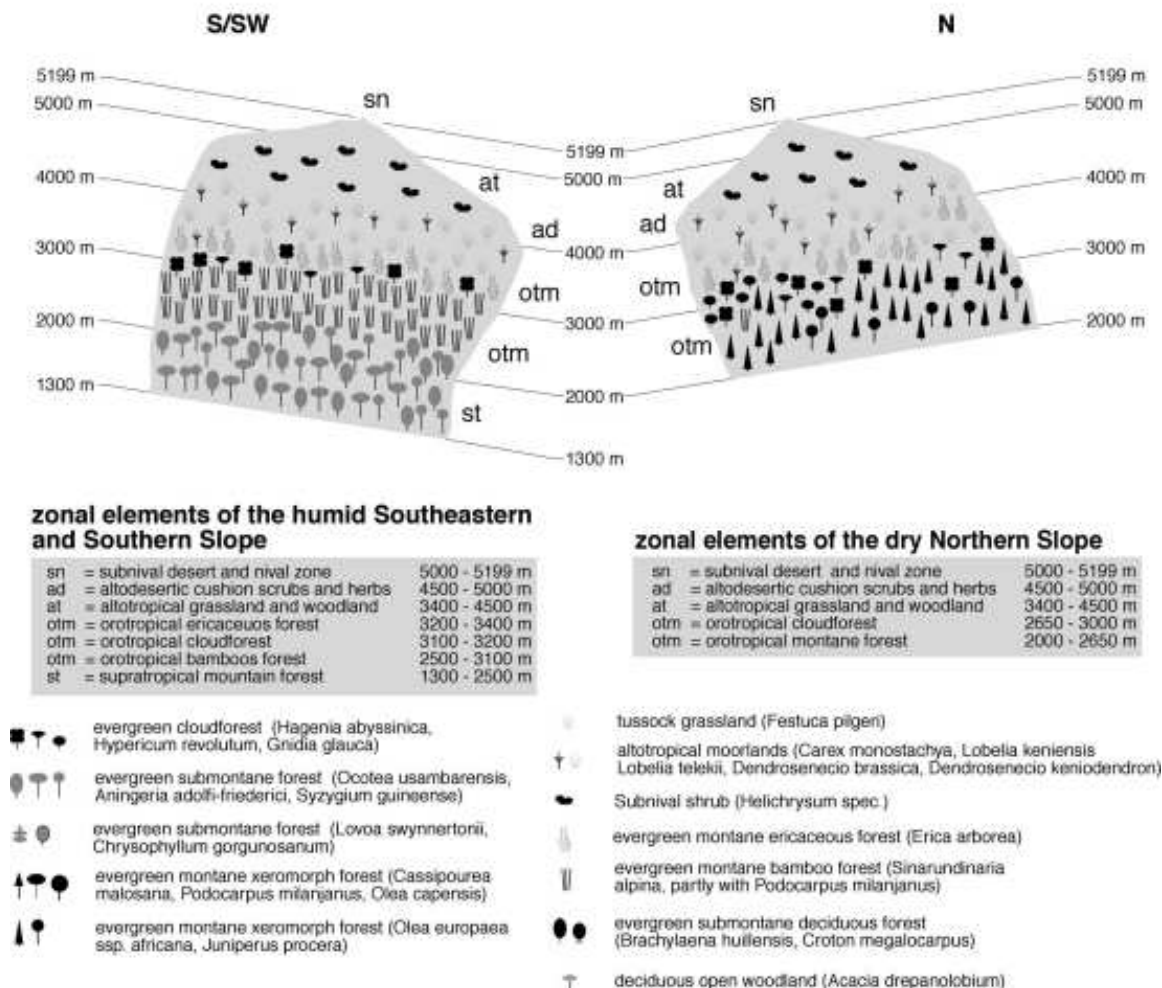 S/SW
N
5199 m
5000 m
4000 m
3000 m
2000 m
1300 m
sn
at
ad
otm
otm
st
5199 m
5000 m
4000 m
3000 m
2000 m
1300 m
sn
at
ad
otm
otm
5199 m
5000 m
4000 m
3000 m
2000 m
zonal elements of the humid Southeastern
and Southern Slope
sn = subnival desert and nival zone 5000 - 5199 m
ad = altodesertic cushion scrubs and herbs 4500 - 5000 m
at = altotropical grassland and woodland 3400 - 4500 m
otm = orotropical ericaceuos forest 3200 - 3400 m
otm = orotropical cloudforest 3100 - 3200 m
otm = orotropical bamboos forest 2500 - 3100 m
st = supratropical mountain forest 1300 - 2500 m
zonal elements of the dry Northern Slope
sn = subnival desert and nival zone 5000 - 5199 m
ad = altodesertic cushion scrubs and herbs 4500 - 5000 m
at = altotropical grassland and woodland 3400 - 4500 m
otm = orotropical cloudforest 2650 - 3000 m
otm = orotropical montane forest 2000 - 2650 m
evergreen cloudforest (Hagenia abyssinica,
Hypericum revolutum, Gnidia glauca)
evergreen submontane forest (Ocotea usambarensis,
Aningeria adolfi-friederici, Syzygium guineense)
evergreen submontane forest (Lovoa swynnertonii,
Chrysophyllum gorgunosanum)
evergreen montane xeromorph forest (Cassipourea
malosana, Podocarpus milanjanus, Olea capensis)
evergreen montane xeromorph forest (Olea europaea
ssp. africana, Juniperus procera)
tussock grassland (Festuca pilgeri)
altotropical moorlands (Carex monostachya, Lobelia keniensis
Lobelia telekii, Dendrosenecio brassica, Dendrosenecio keniodendron)
Subnival shrub (Helichrysum spec.)
evergreen montane ericaceous forest (Erica arborea)
evergreen montane bamboo forest (Sinarundinaria
alpina, partly with Podocarpus milanjanus)
evergreen submontane deciduous forest
(Brachylaena huillensis, Croton megalocarpus)
deciduous open woodland (Acacia drepanolobium)